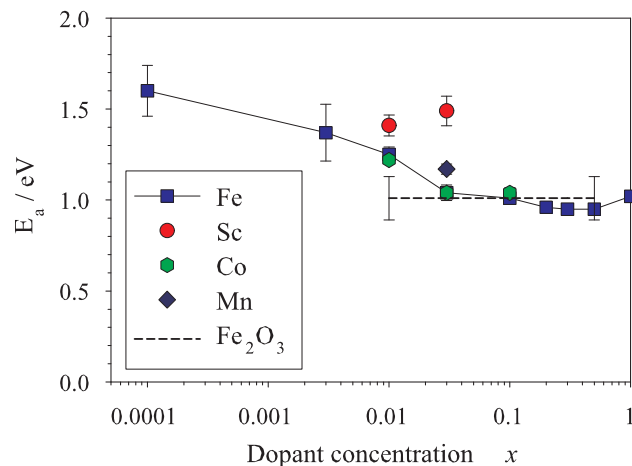 2.0
1.5
1.0
0.5
0.0
E_a / eV
Fe
Sc
Co
Mn
Fe₂O₃
0.0001 0.001 0.01 0.1 1
Dopant concentration x